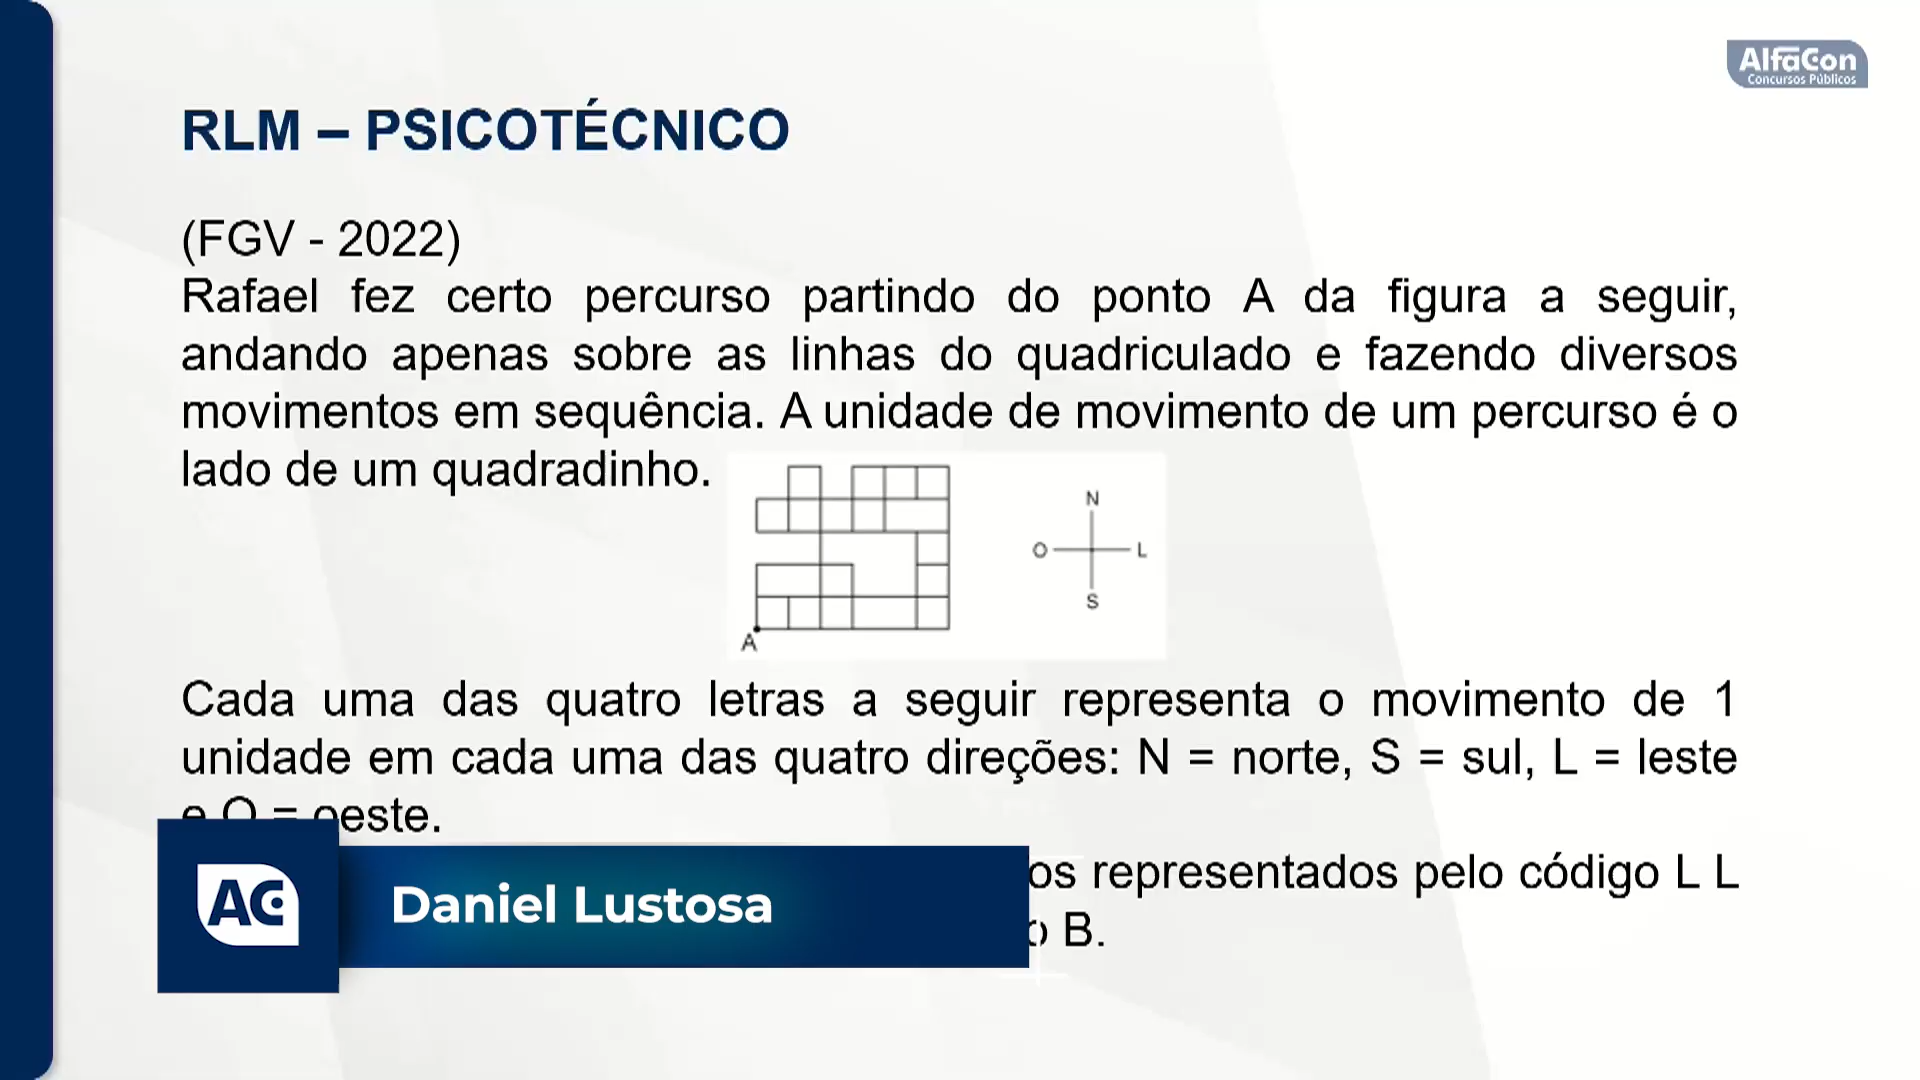 AlfaCon
Concursos Públicos
RLM – PSICOTÉCNICO
(FGV - 2022)
Rafael fez certo percurso partindo do ponto A da figura a seguir,
andando apenas sobre as linhas do quadriculado e fazendo diversos
movimentos em sequência. A unidade de movimento de um percurso é o
lado de um quadradinho.
N
O L
S
A
Cada uma das quatro letras a seguir representa o movimento de 1
unidade em cada uma das quatro direções: N = norte, S = sul, L = leste
e O = oeste.
os representados pelo código L L
B.
AC
Daniel Lustosa